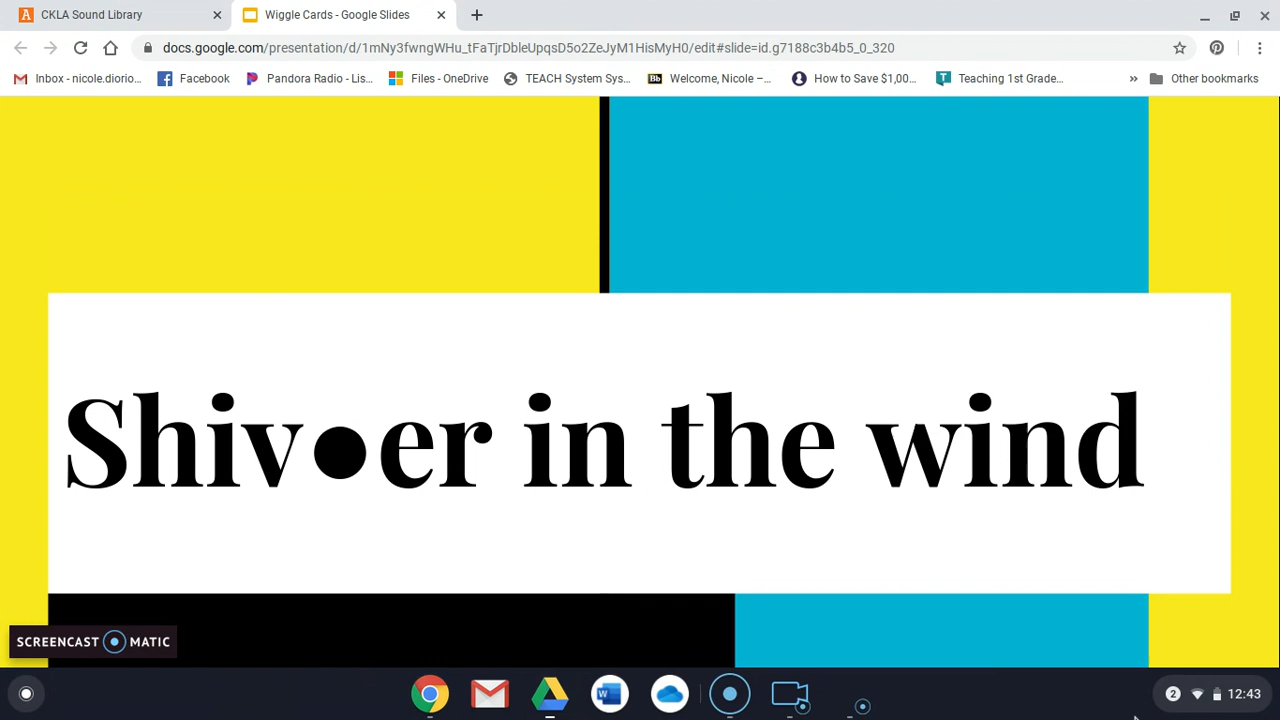 CKLA Sound Library
Wiggle Cards - Google Slides
docs.google.com/presentation/d/1mNy3fwngWHu_tFaTjrDbleUpqsD5o2ZeJyM1HisMyH0/edit#slide=id.g7188c3b4b5_0_320
Inbox - nicole.diorio... Facebook Pandora Radio - Lis... Files - OneDrive TEACH System Sys... Welcome, Nicole –... How to Save $1,00... Teaching 1st Grade... » Other bookmarks
Shiv●er in the wind
SCREENCAST MATIC
2 12:43